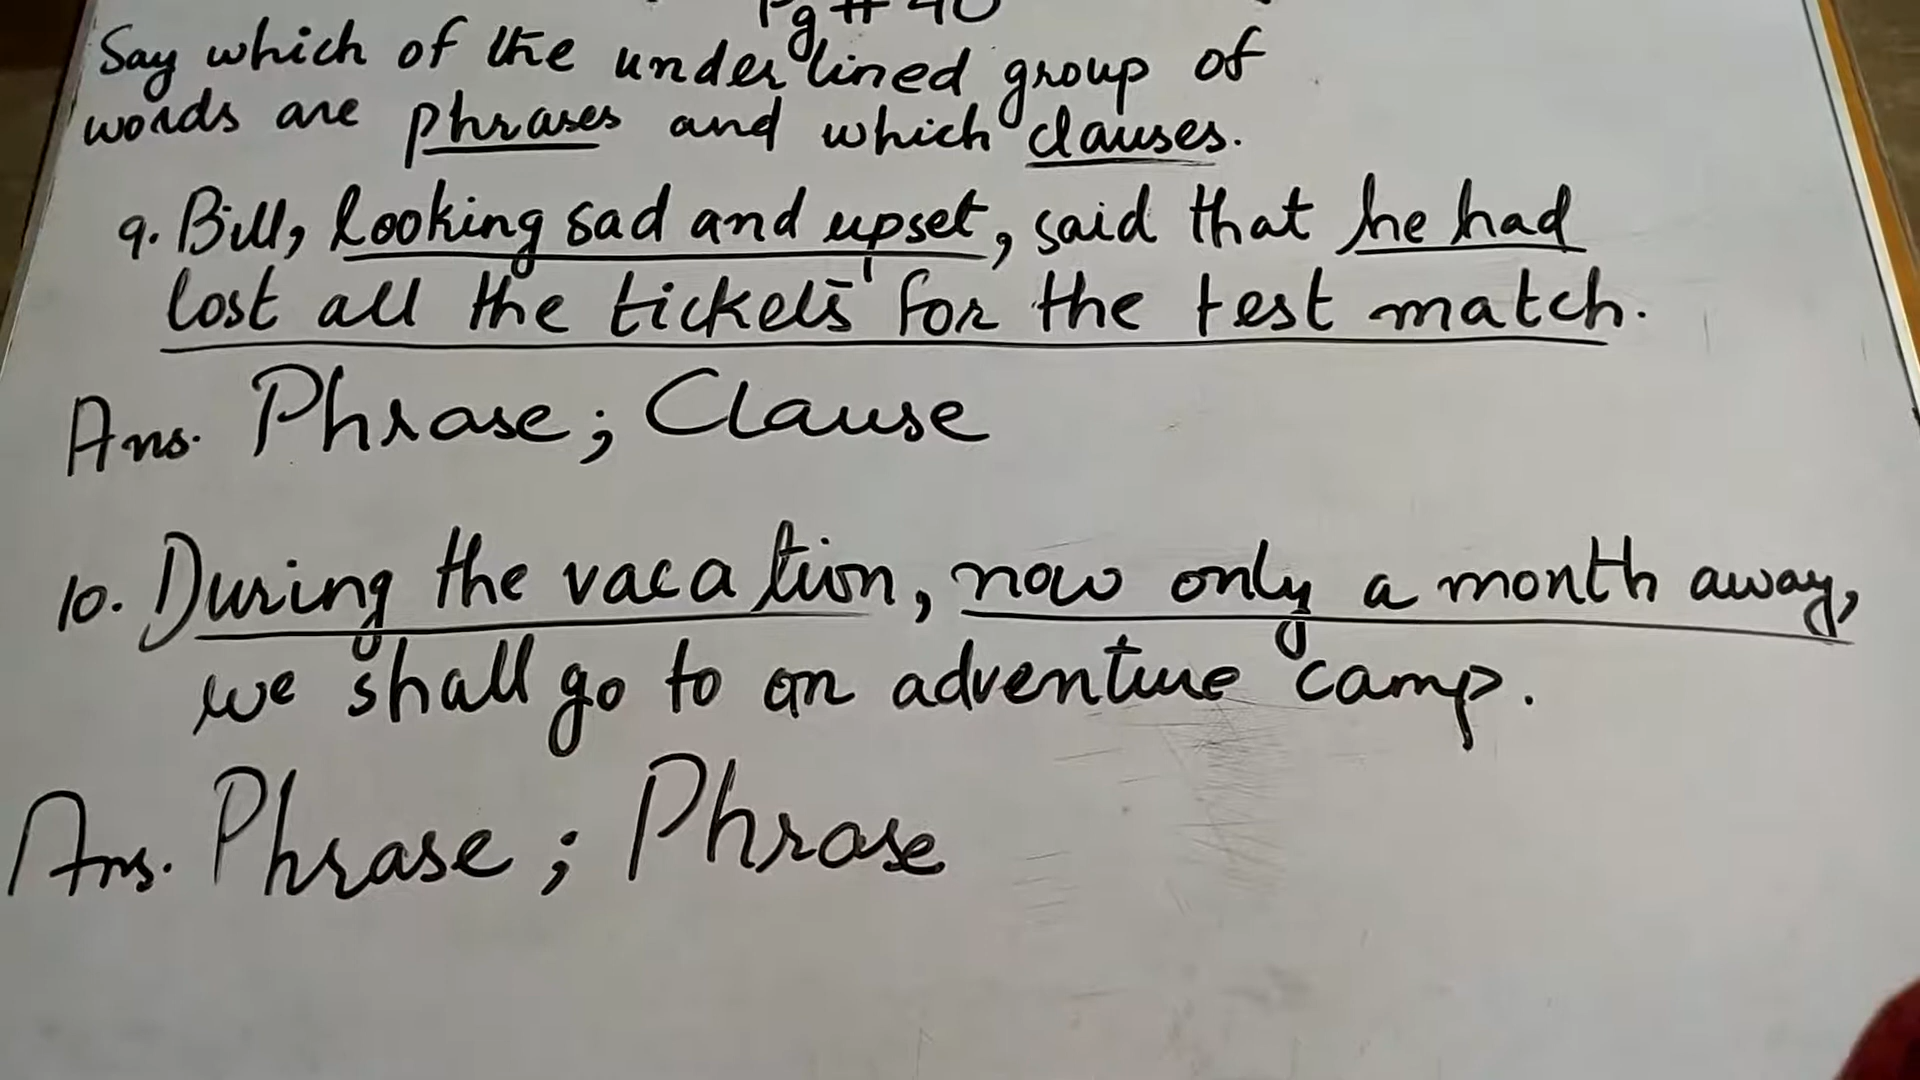 Pg # 40
Say which of the underlined group of
words are phrases and which clauses.
9. Bill, looking sad and upset, said that he had
lost all the tickets for the test match.
Ans. Phrase; Clause
10. During the vacation, now only a month away,
we shall go to an adventure camp.
Ans. Phrase; Phrase